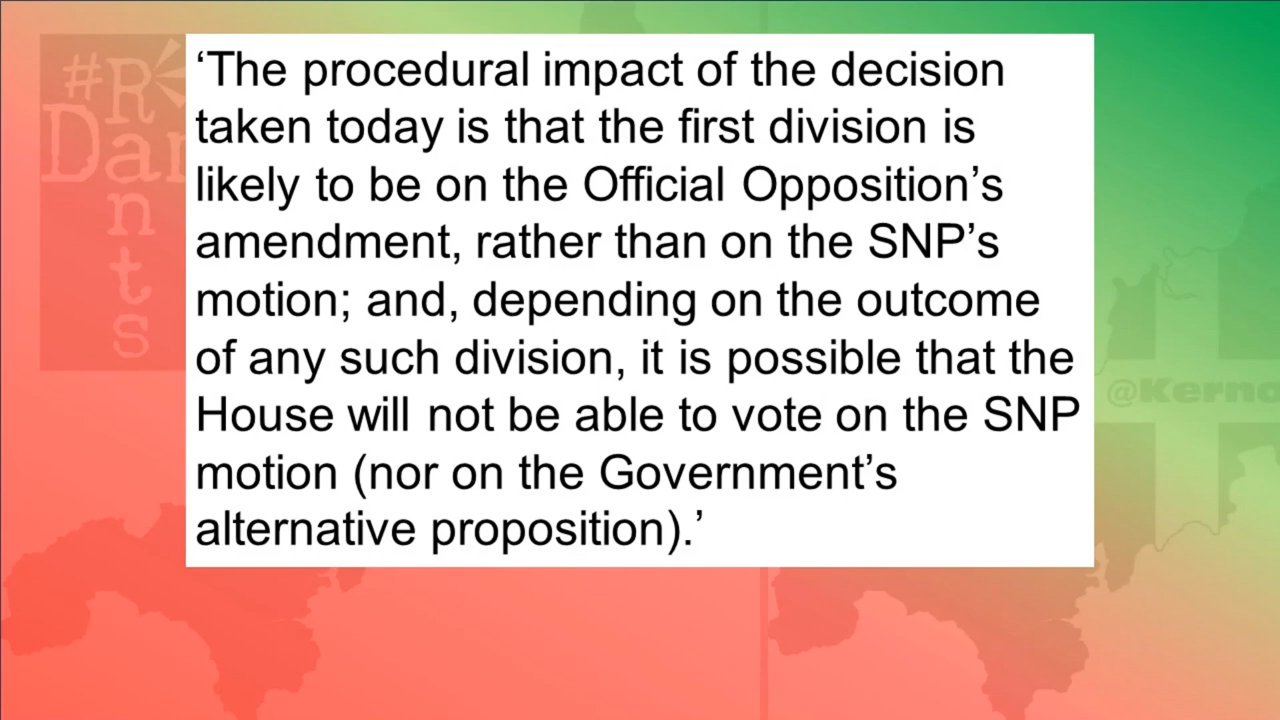 #R
Dan
n
t
s
‘The procedural impact of the decision
taken today is that the first division is
likely to be on the Official Opposition’s
amendment, rather than on the SNP’s
motion; and, depending on the outcome
of any such division, it is possible that the
House will not be able to vote on the SNP
motion (nor on the Government’s
alternative proposition).’
@Kerno